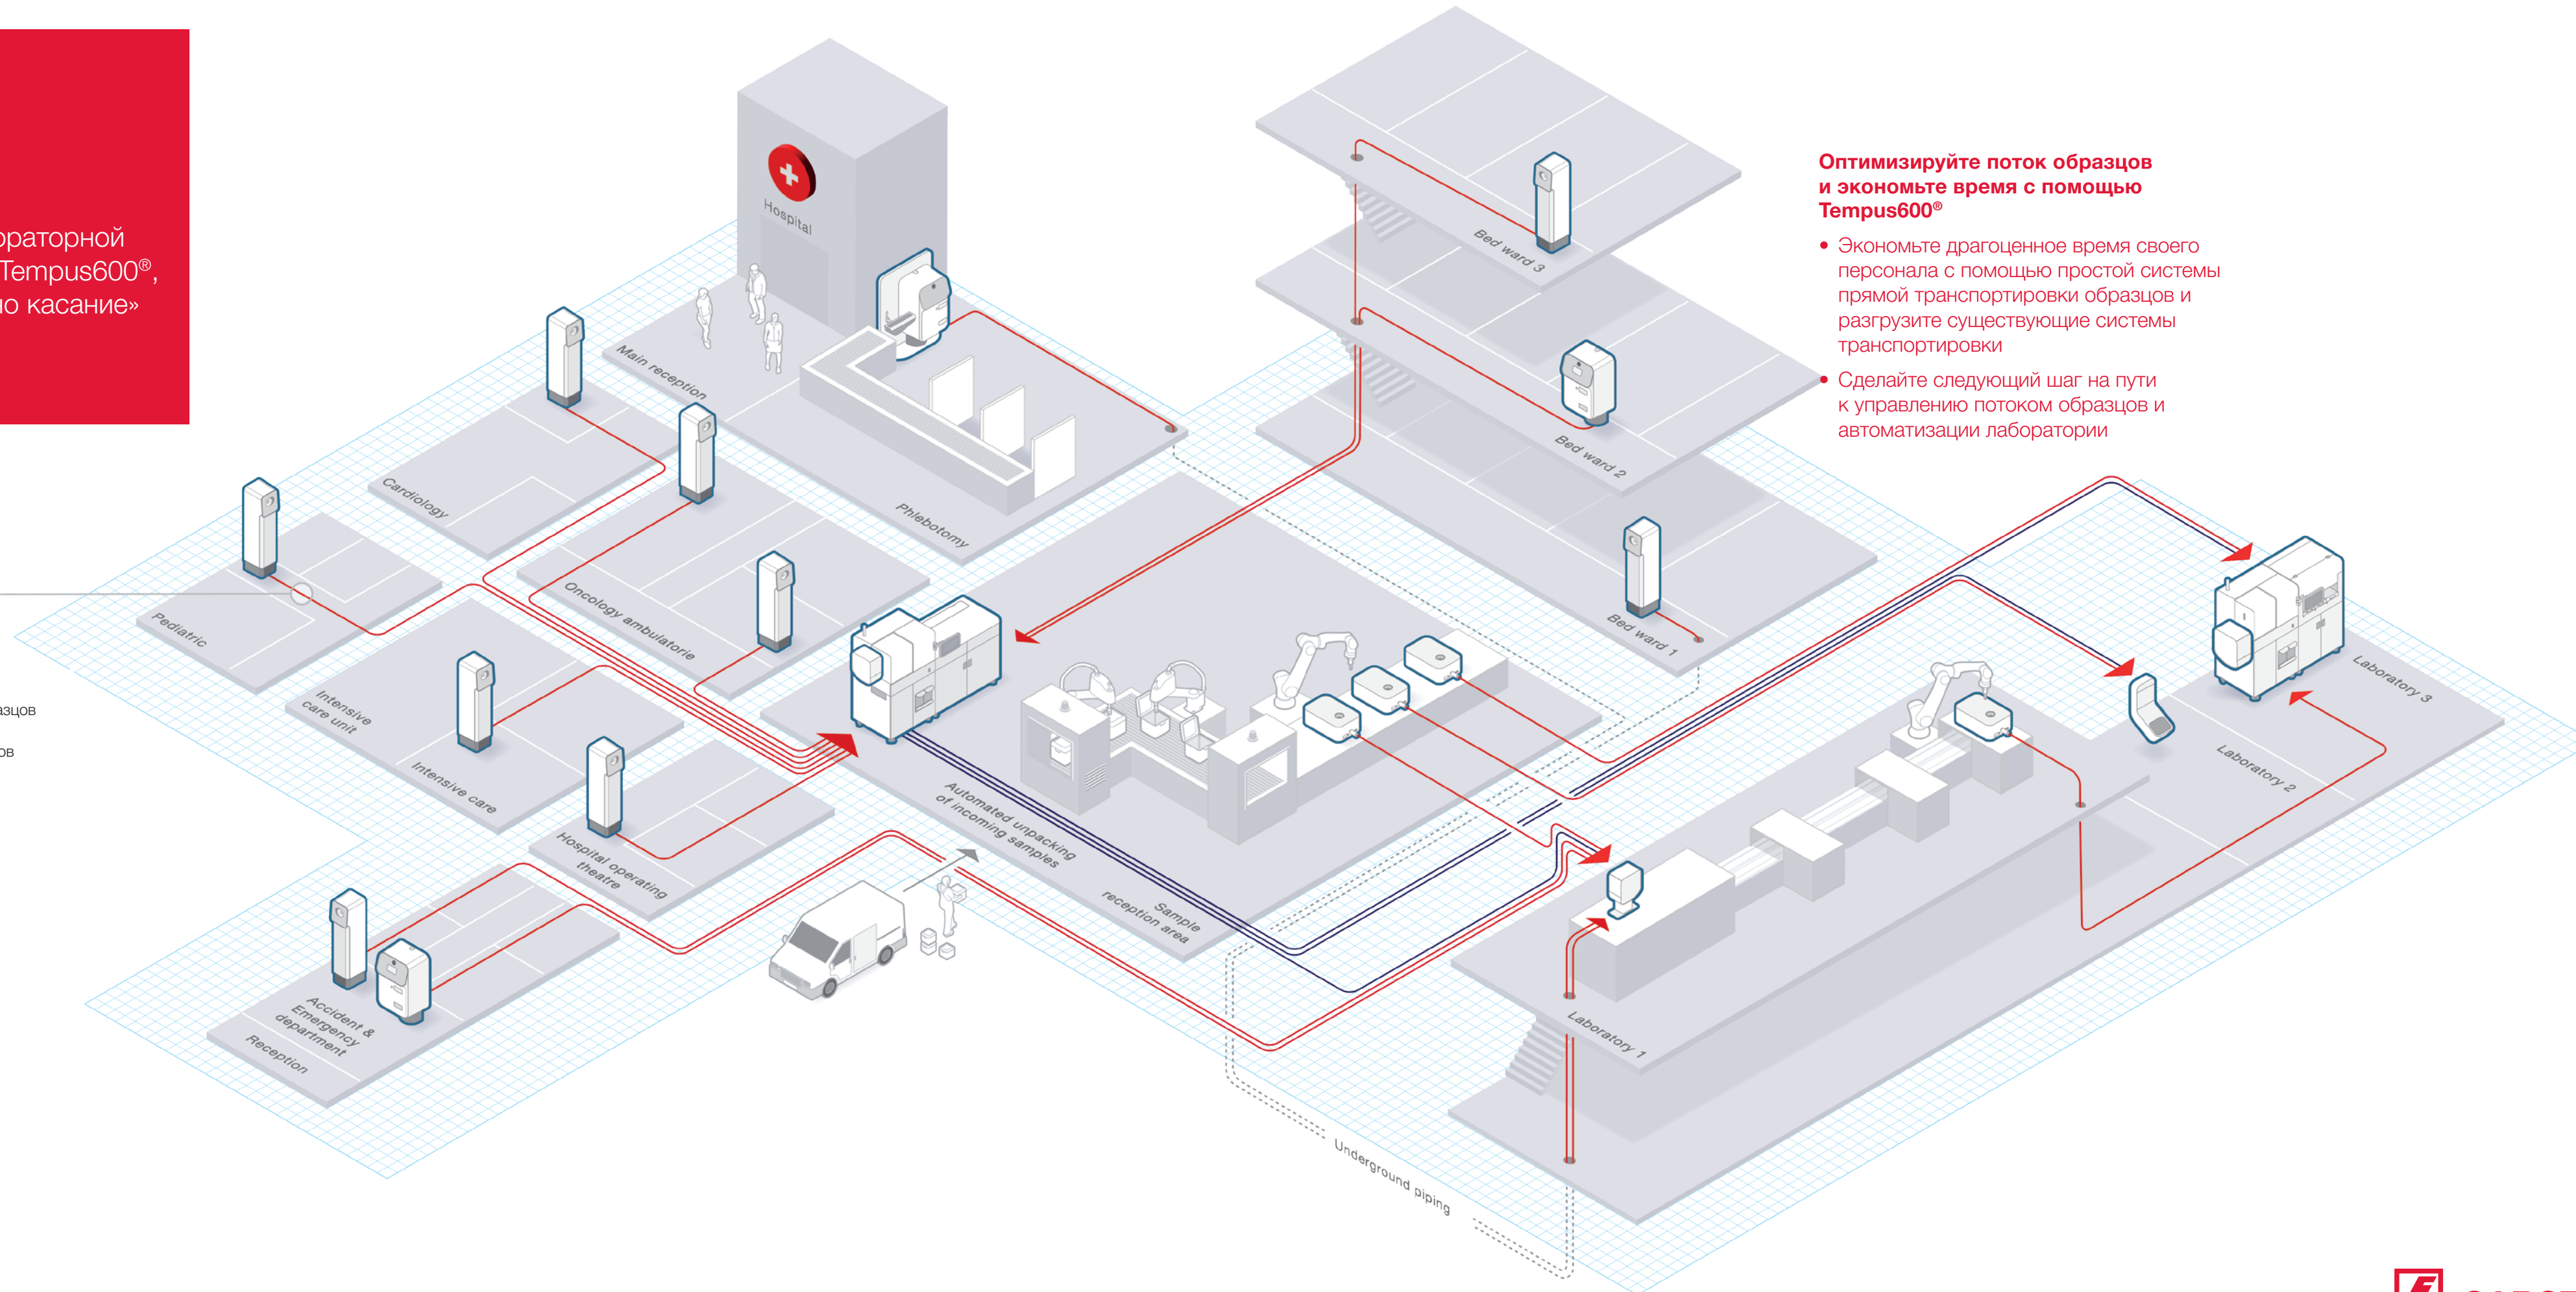 Tempus600®,
касание»
Оптимизируйте поток образцов
и экономьте время с помощью
Tempus600®
• Экономьте драгоценное время своего
персонала с помощью простой системы
прямой транспортировки образцов и
разгрузите существующие системы
транспортировки
• Сделайте следующий шаг на пути
к управлению потоком образцов и
автоматизации лаборатории
Hospital
Main reception
Phlebotomy
Cardiology
Pediatric
Oncology ambulatorie
Intensive
care unit
Intensive care
Hospital operating
theatre
Accident &
Emergency
department
Reception
Automated unpacking
of incoming samples
Sample
reception area
Bed ward 3
Bed ward 2
Bed ward 1
Laboratory 3
Laboratory 2
Laboratory 1
Underground piping